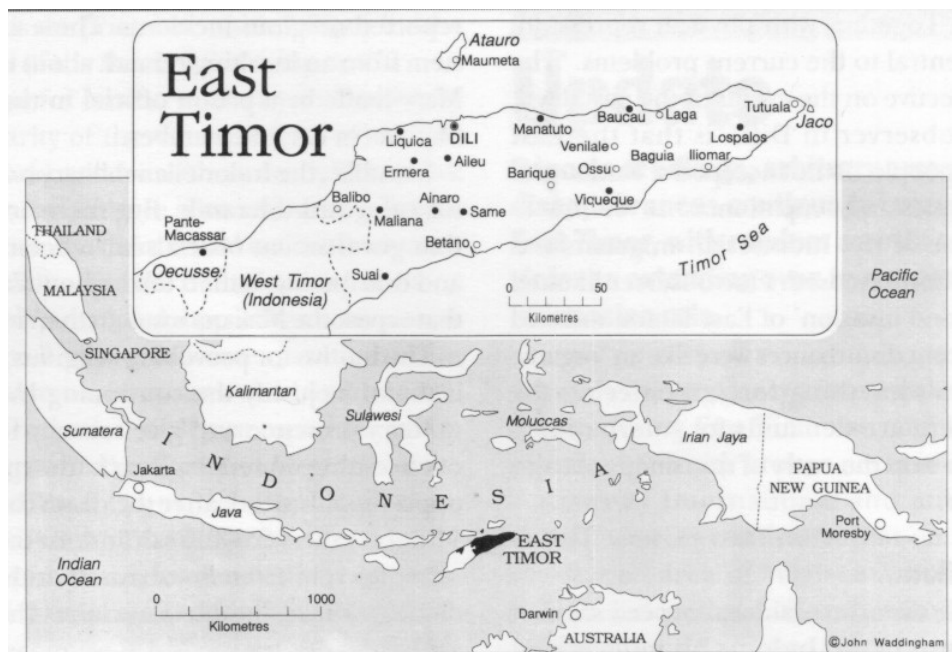 East
Timor
Atauro
Maumeta
Tutuala
Jaco
Baucau
Laga
Manatuto
DILI
Liquica
Lospalos
Venilale
Aileu
Baguia
Iliomar
Ermera
Barique
Balibo
Ainaro
Viqueque
Maliana
Same
Pante-
Macassar
Betano
Timor sea
THAILAND
Oecusse
West Timor
(Indonesia)
Suai
Pacific
Ocean
MALAYSIA
0 50
Kilometres
SINGAPORE
Kalimantan
Sulawesi
Moluccas
Sumatera
Irian Jaya
INDONESIA
Jakarta
PAPUA
NEW GUINEA
Java
Port
Moresby
EAST
TIMOR
Indian
Ocean
0 1000
Kilometres
Darwin
AUSTRALIA
©John Waddingham